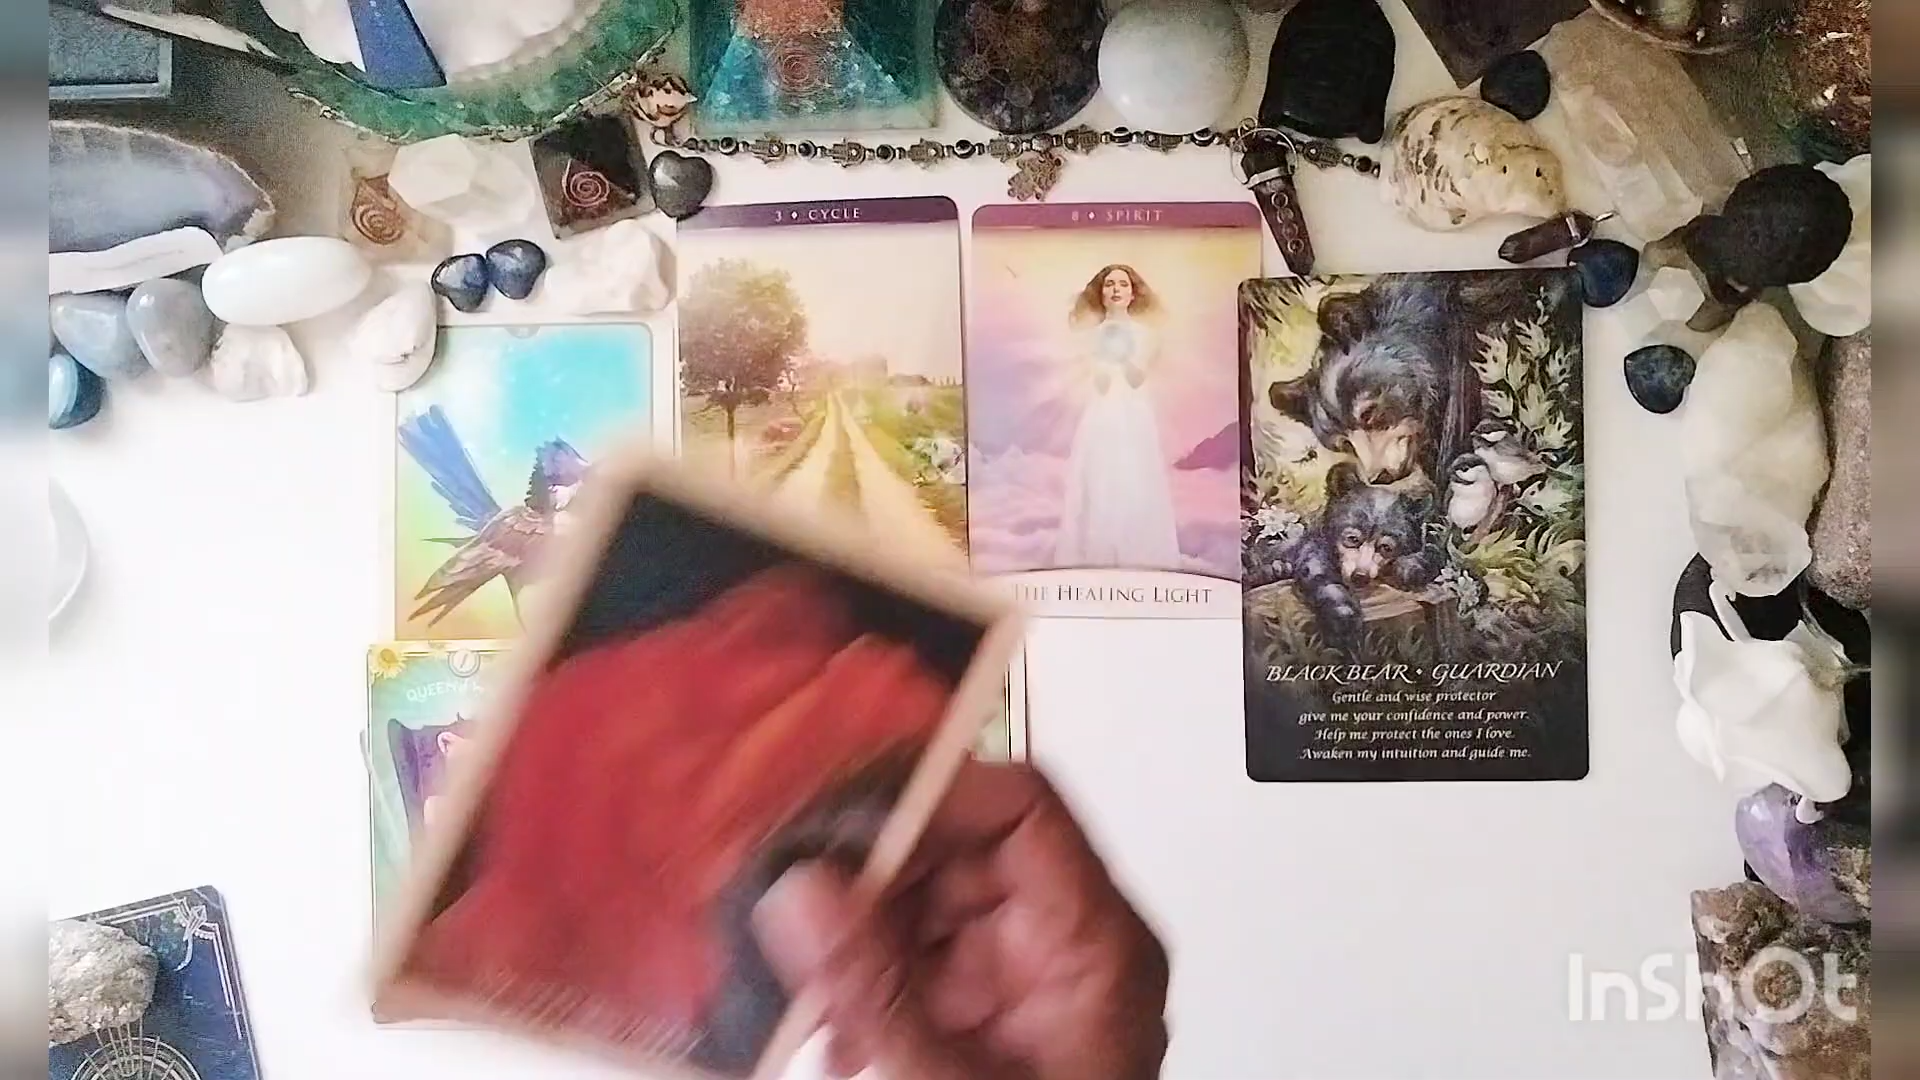 3 ♦ CYCLE
8 ♦ SPIRIT
THE HEALING LIGHT
BLACK BEAR • GUARDIAN
Gentle and wise protector
give me your confidence and power.
Help me protect the ones I love.
Awaken my intuition and guide me.
QUEEN
InShOt